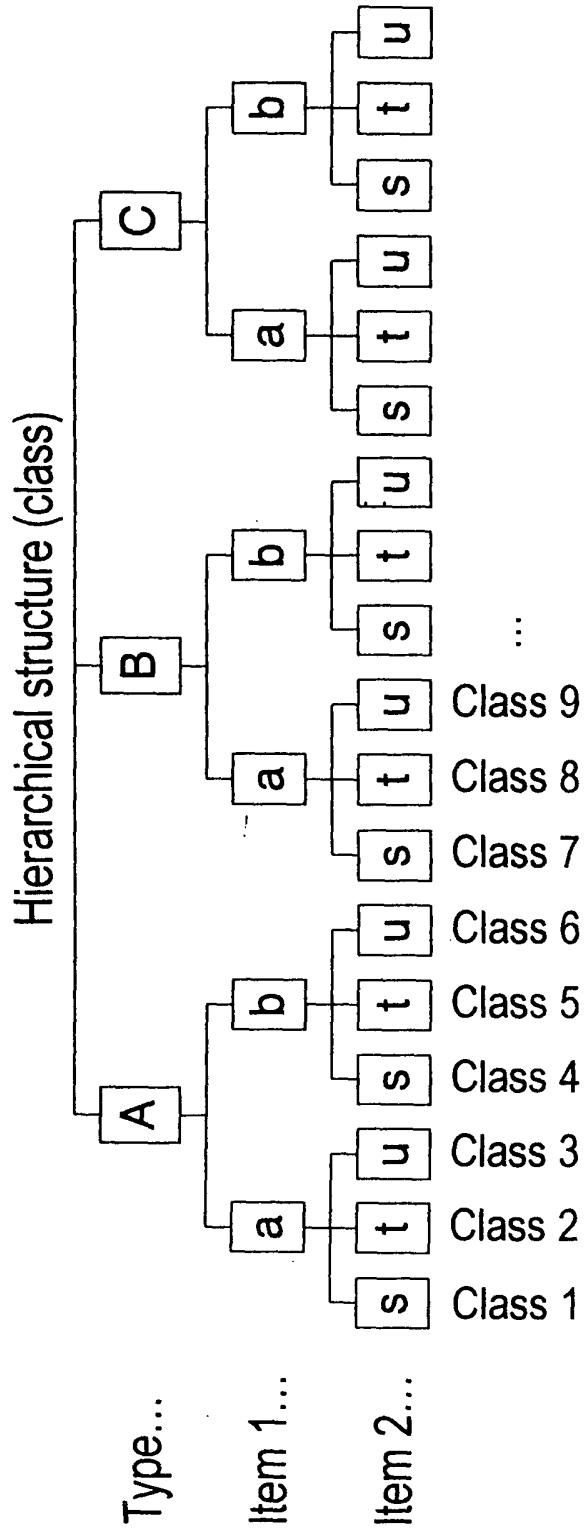 Hierarchical structure (class)
Type... A B C
Item 1... a b a b a b
Item 2... s t u s t u s t u s t u s t u s t u
Class 1 Class 2 Class 3 Class 4 Class 5 Class 6 Class 7 Class 8 Class 9 ...